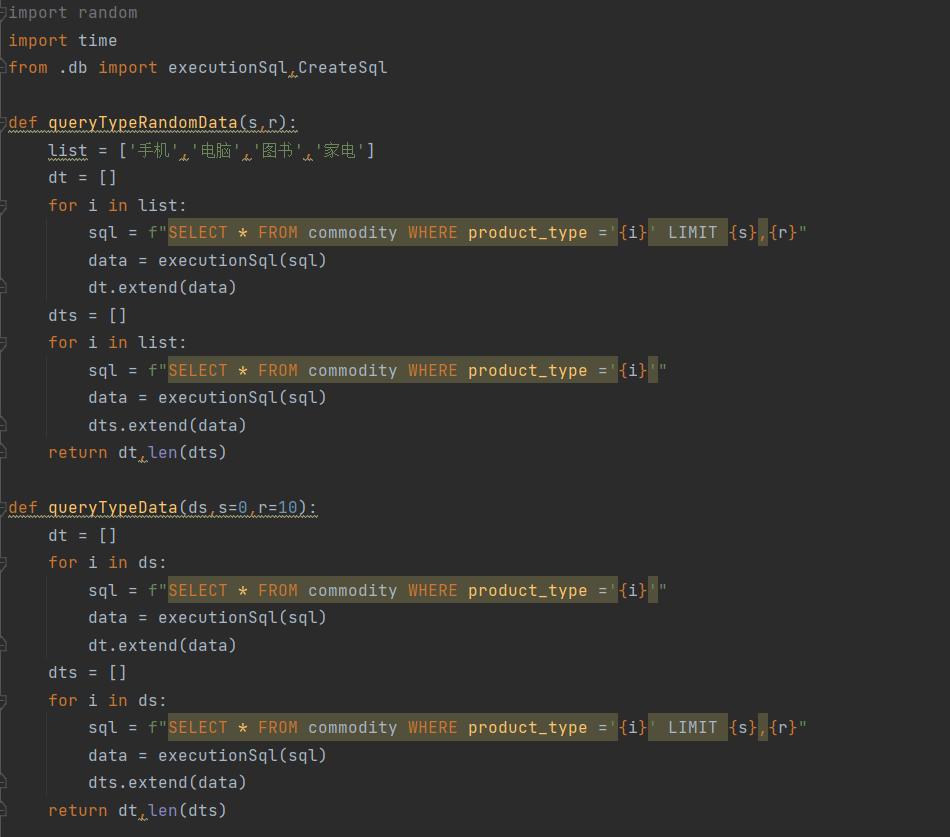 import random
import time
from .db import executionSql,CreateSql
def queryTypeRandomData(s,r):
    list = ['手机','电脑','图书','家电']
    dt = []
    for i in list:
        sql = f"SELECT * FROM commodity WHERE product_type ='{i}' LIMIT {s},{r}"
        data = executionSql(sql)
        dt.extend(data)
    dts = []
    for i in list:
        sql = f"SELECT * FROM commodity WHERE product_type ='{i}'"
        data = executionSql(sql)
        dts.extend(data)
    return dt,len(dts)
def queryTypeData(ds,s=0,r=10):
    dt = []
    for i in ds:
        sql = f"SELECT * FROM commodity WHERE product_type ='{i}'"
        data = executionSql(sql)
        dt.extend(data)
    dts = []
    for i in ds:
        sql = f"SELECT * FROM commodity WHERE product_type ='{i}' LIMIT {s},{r}"
        data = executionSql(sql)
        dts.extend(data)
    return dt,len(dts)